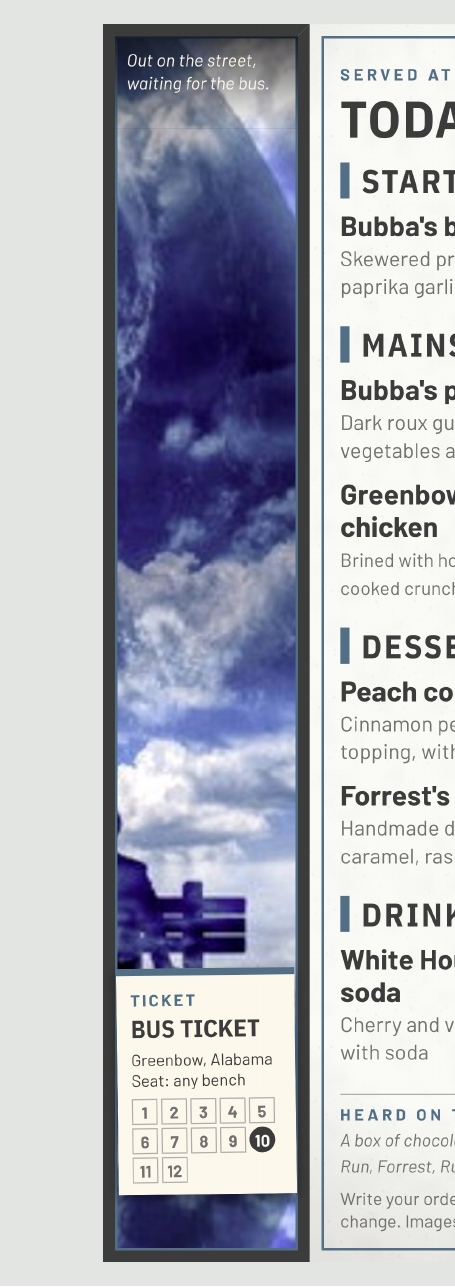 Out on the street,
waiting for the bus.
TICKET
BUS TICKET
Greenbow, Alabama
Seat: any bench
1 2 3 4 5
6 7 8 9 10
11 12
SERVED AT
TODA
START
Bubba's b
Skewered pr
paprika garli
MAINS
Bubba's p
Dark roux gu
vegetables a
Greenbow
chicken
Brined with ho
cooked crunch
DESSE
Peach co
Cinnamon pe
topping, with
Forrest's
Handmade d
caramel, ras
DRINK
White Hou
soda
Cherry and v
with soda
HEARD ON T
A box of chocola
Run, Forrest, Ru
Write your orde
change. Images